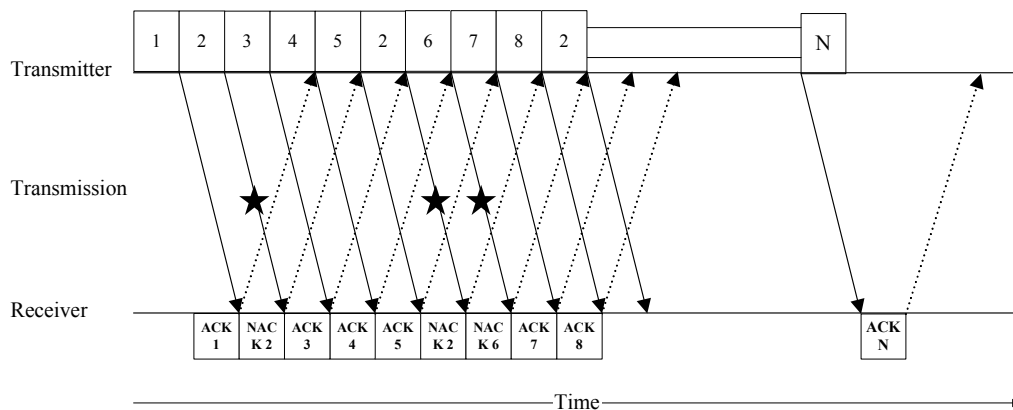 1 2 3 4 5 2 6 7 8 2 N
Transmitter
Transmission
Receiver
ACK 1
NAC K 2
ACK 3
ACK 4
ACK 5
NAC K 2
NAC K 6
ACK 7
ACK 8
ACK N
Time